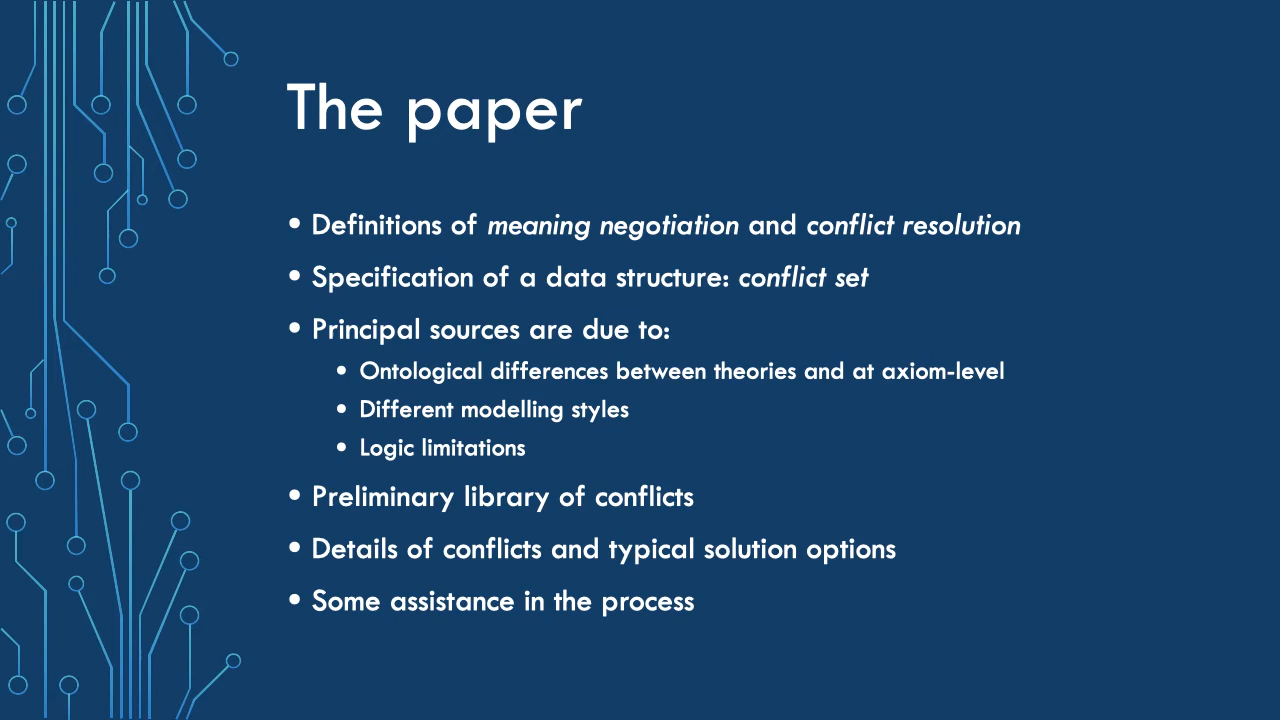 The paper
• Definitions of meaning negotiation and conflict resolution
• Specification of a data structure: conflict set
• Principal sources are due to:
• Ontological differences between theories and at axiom-level
• Different modelling styles
• Logic limitations
• Preliminary library of conflicts
• Details of conflicts and typical solution options
• Some assistance in the process